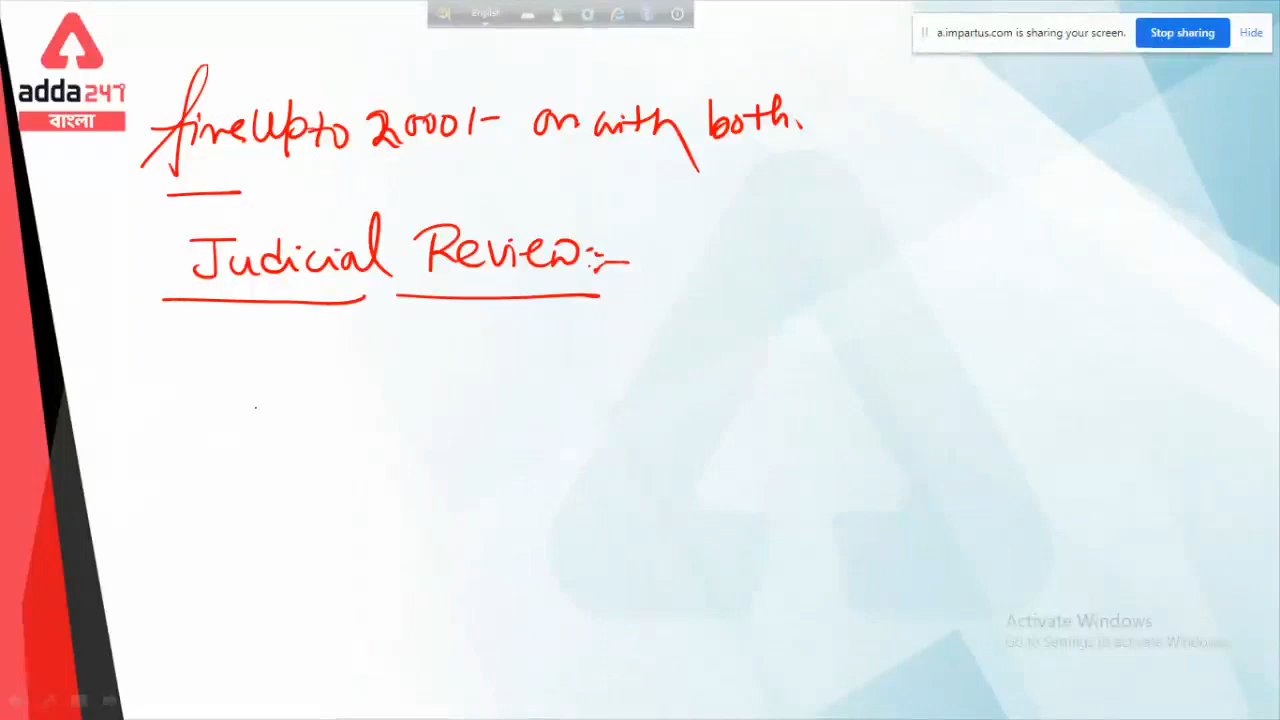 English
a.impartus.com is sharing your screen.
Stop sharing
Hide
adda247
বাংলা
fine upto 2000/- or with both.
Judicial Review:-
Activate Windows
Go to Settings to activate Windows.